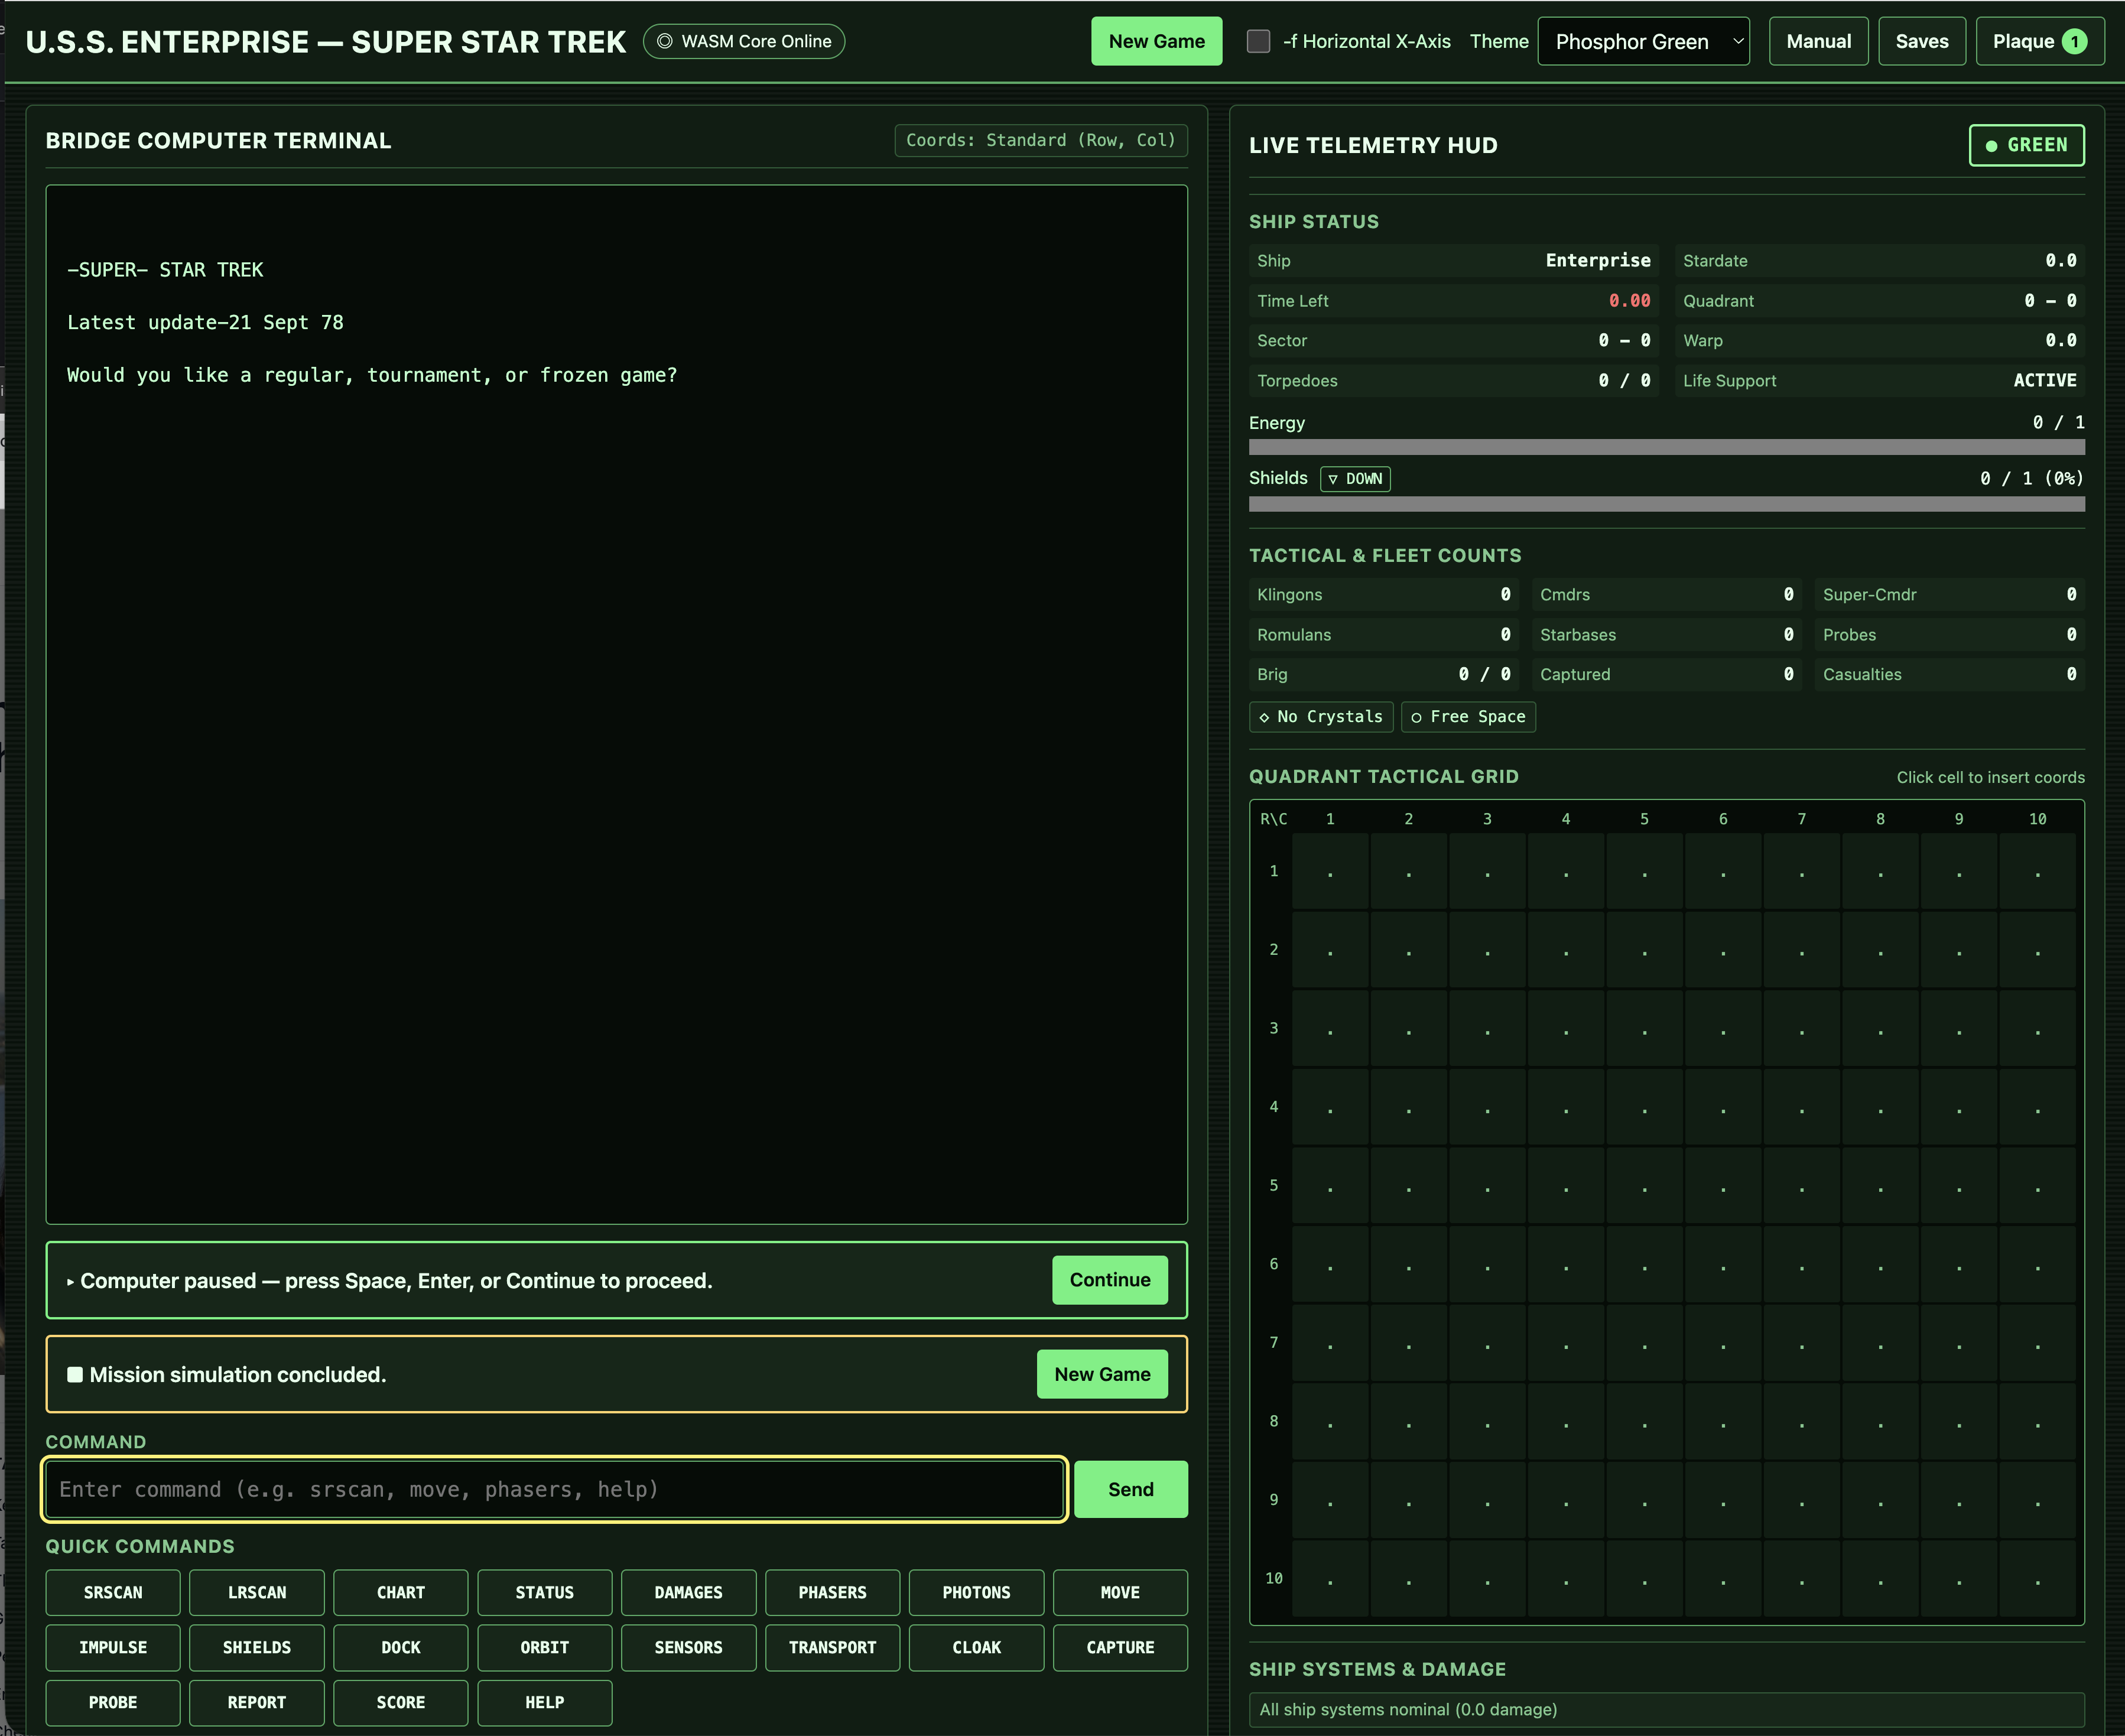 U.S.S. ENTERPRISE — SUPER STAR TREK
◎ WASM Core Online
New Game
-f Horizontal X-Axis
Theme
Phosphor Green
Manual
Saves
Plaque 1
BRIDGE COMPUTER TERMINAL
Coords: Standard (Row, Col)
-SUPER- STAR TREK
Latest update-21 Sept 78
Would you like a regular, tournament, or frozen game?
▸ Computer paused — press Space, Enter, or Continue to proceed.
Continue
■ Mission simulation concluded.
New Game
COMMAND
Enter command (e.g. srscan, move, phasers, help)
Send
QUICK COMMANDS
SRSCAN LRSCAN CHART STATUS DAMAGES PHASERS PHOTONS MOVE
IMPULSE SHIELDS DOCK ORBIT SENSORS TRANSPORT CLOAK CAPTURE
PROBE REPORT SCORE HELP
LIVE TELEMETRY HUD
● GREEN
SHIP STATUS
Ship Enterprise Stardate 0.0
Time Left 0.00 Quadrant 0 - 0
Sector 0 - 0 Warp 0.0
Torpedoes 0 / 0 Life Support ACTIVE
Energy 0 / 1
Shields ▽ DOWN 0 / 1 (0%)
TACTICAL & FLEET COUNTS
Klingons 0 Cmdrs 0 Super-Cmdr 0
Romulans 0 Starbases 0 Probes 0
Brig 0 / 0 Captured 0 Casualties 0
◇ No Crystals ○ Free Space
QUADRANT TACTICAL GRID
Click cell to insert coords
R\C 1 2 3 4 5 6 7 8 9 10
1 . . . . . . . . . .
2 . . . . . . . . . .
3 . . . . . . . . . .
4 . . . . . . . . . .
5 . . . . . . . . . .
6 . . . . . . . . . .
7 . . . . . . . . . .
8 . . . . . . . . . .
9 . . . . . . . . . .
10 . . . . . . . . . .
SHIP SYSTEMS & DAMAGE
All ship systems nominal (0.0 damage)